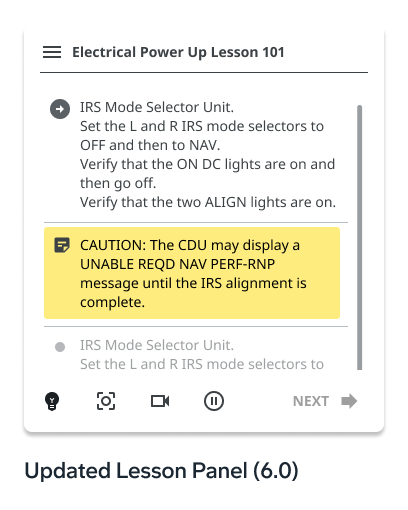 Electrical Power Up Lesson 101
IRS Mode Selector Unit.
Set the L and R IRS mode selectors to
OFF and then to NAV.
Verify that the ON DC lights are on and
then go off.
Verify that the two ALIGN lights are on.
CAUTION: The CDU may display a
UNABLE REQD NAV PERF-RNP
message until the IRS alignment is
complete.
IRS Mode Selector Unit.
Set the L and R IRS mode selectors to
NEXT
Updated Lesson Panel (6.0)